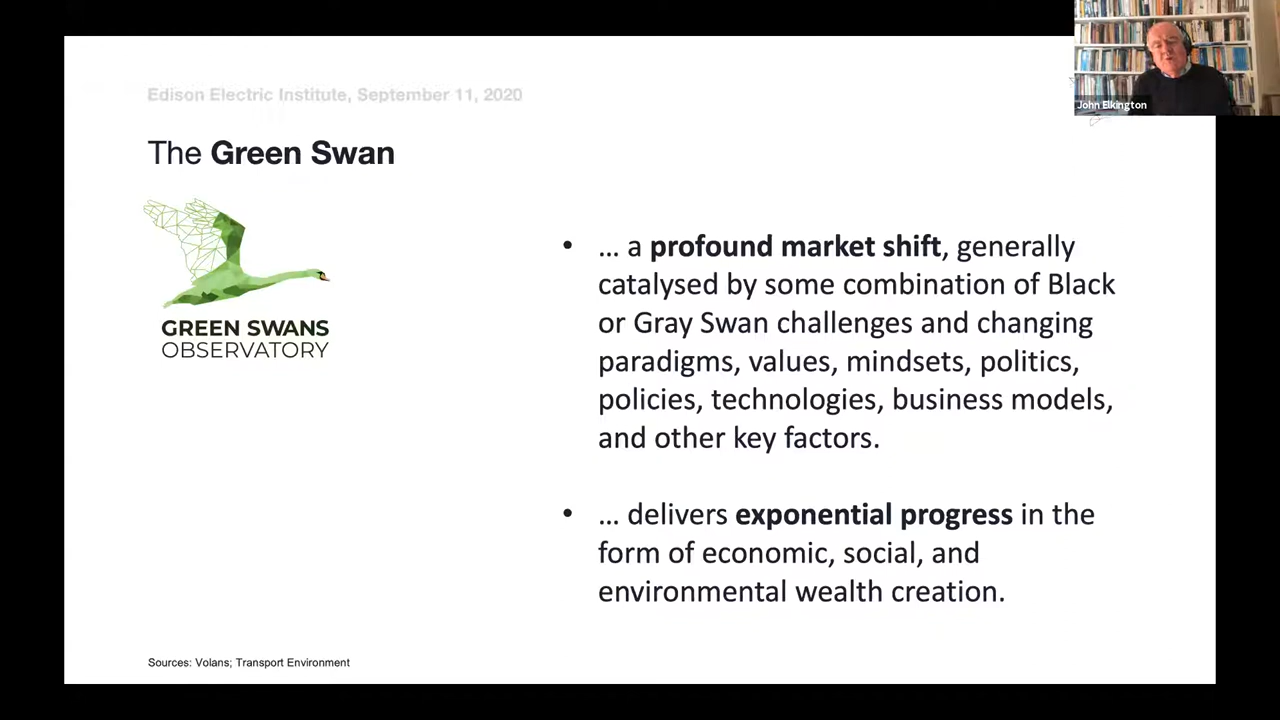 Edison Electric Institute, September 11, 2020
John Elkington
The Green Swan
GREEN SWANS
OBSERVATORY
• … a profound market shift, generally
catalysed by some combination of Black
or Gray Swan challenges and changing
paradigms, values, mindsets, politics,
policies, technologies, business models,
and other key factors.
• … delivers exponential progress in the
form of economic, social, and
environmental wealth creation.
Sources: Volans; Transport Environment